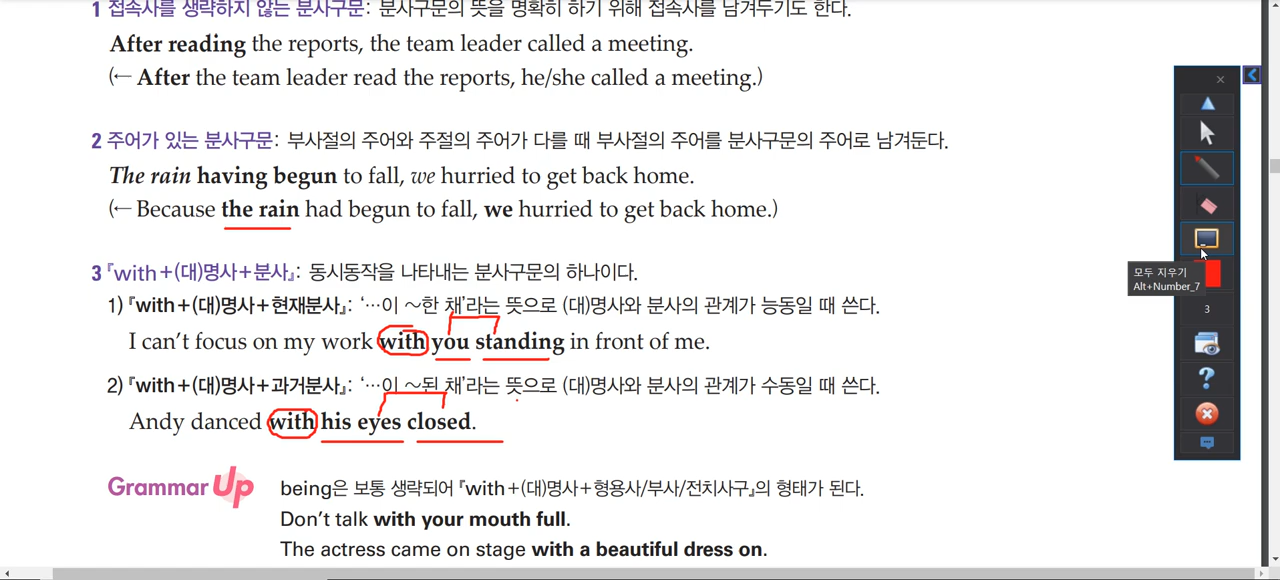 1 접속사를 생략하지 않는 분사구문: 분사구문의 뜻을 명확히 하기 위해 접속사를 남겨두기도 한다.
After reading the reports, the team leader called a meeting.
(← After the team leader read the reports, he/she called a meeting.)
2 주어가 있는 분사구문: 부사절의 주어와 주절의 주어가 다를 때 부사절의 주어를 분사구문의 주어로 남겨둔다.
The rain having begun to fall, we hurried to get back home.
(← Because the rain had begun to fall, we hurried to get back home.)
3 『with+(대)명사+분사』: 동시동작을 나타내는 분사구문의 하나이다.
1) 『with+(대)명사+현재분사』: ‘…이 ~한 채’라는 뜻으로 (대)명사와 분사의 관계가 능동일 때 쓴다.
I can’t focus on my work with you standing in front of me.
2) 『with+(대)명사+과거분사』: ‘…이 ~된 채’라는 뜻으로 (대)명사와 분사의 관계가 수동일 때 쓴다.
Andy danced with his eyes closed.
Grammar Up
being은 보통 생략되어 『with+(대)명사+형용사/부사/전치사구』의 형태가 된다.
Don’t talk with your mouth full.
The actress came on stage with a beautiful dress on.
모두 지우기
Alt+Number_7
3